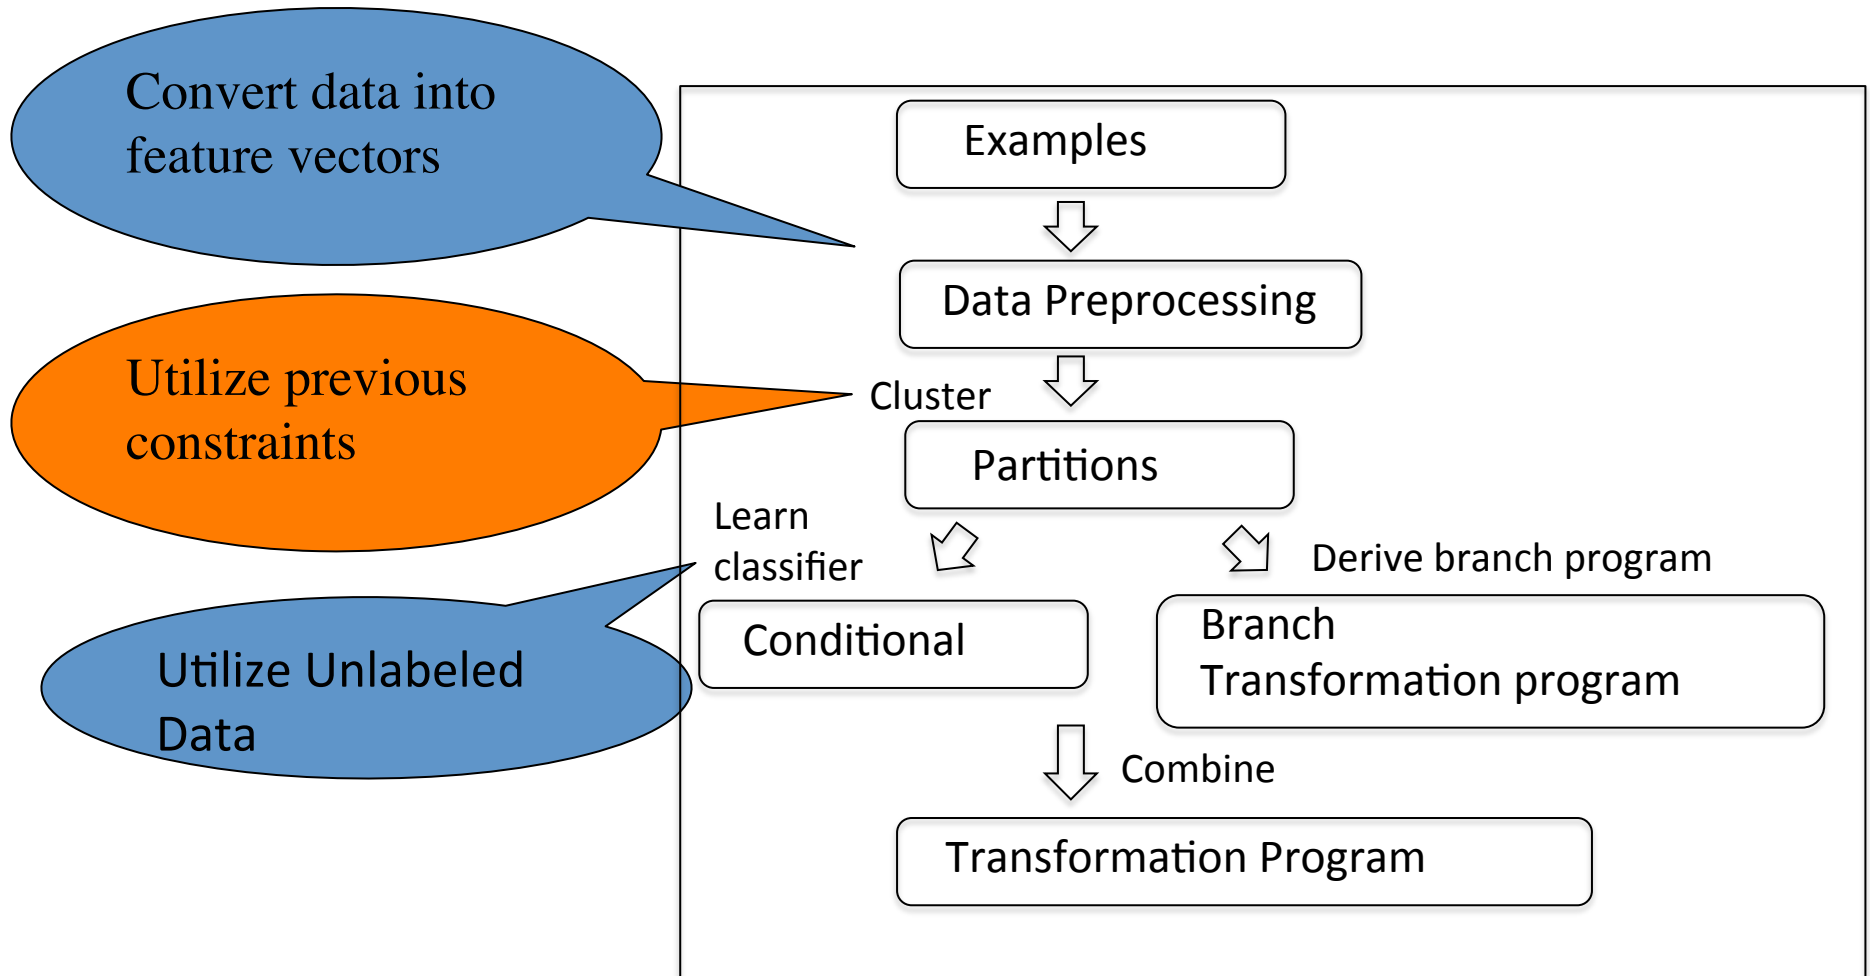 Convert data into
feature vectors
Examples
Data Preprocessing
Utilize previous
constraints
Cluster
Partitions
Learn
classifier
Derive branch program
Utilize Unlabeled
Data
Conditional
Branch
Transformation program
Combine
Transformation Program